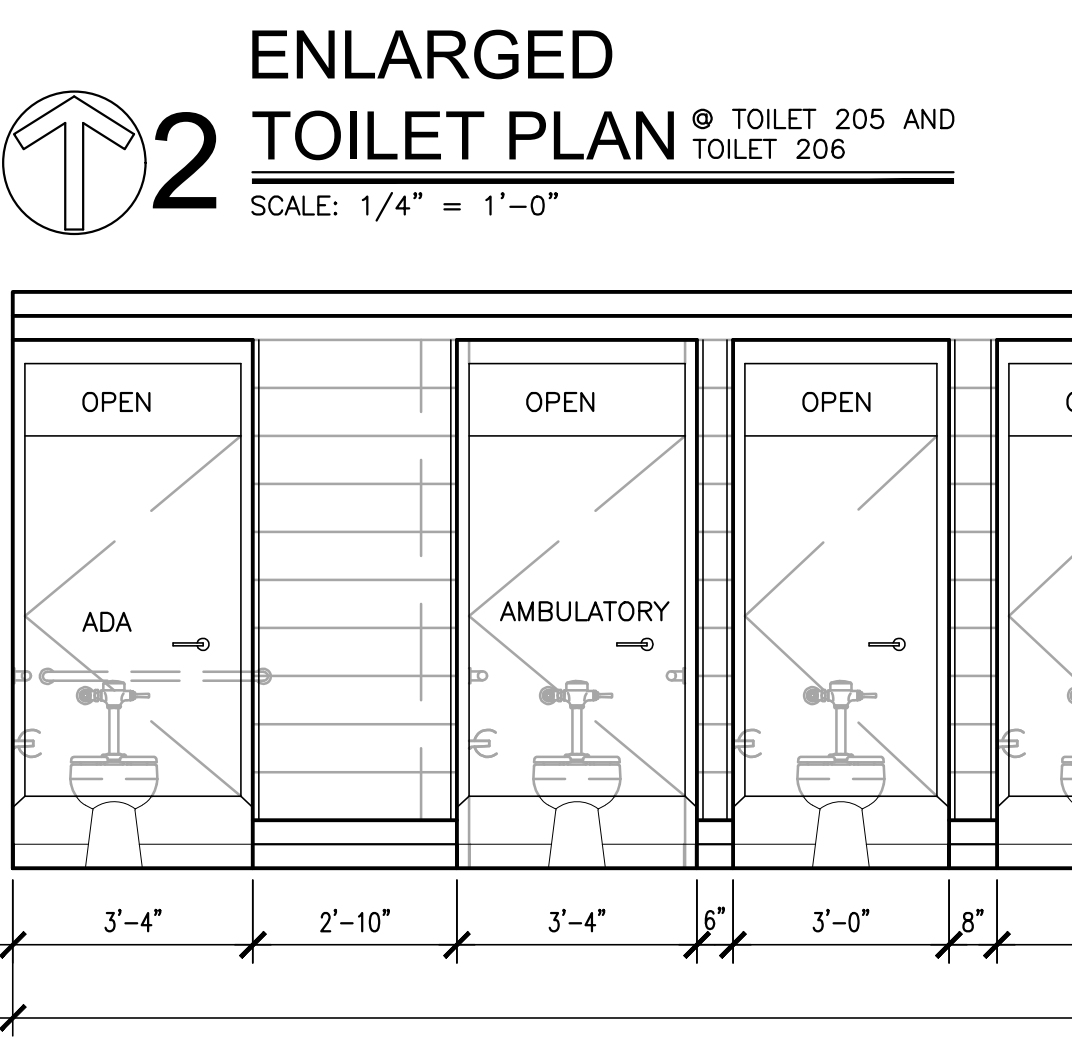 2
ENLARGED
TOILET PLAN @ TOILET 205 AND
TOILET 206
SCALE: 1/4” = 1’-0”
OPEN
OPEN
OPEN
ADA
AMBULATORY
3’-4”
2’-10”
3’-4”
6”
3’-0”
8”